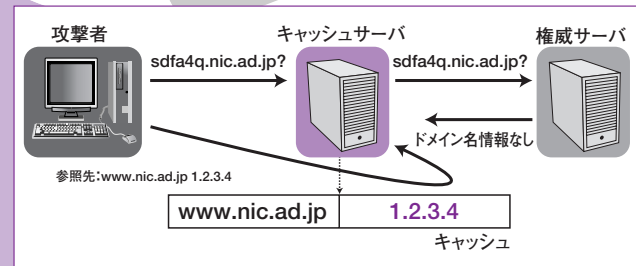 攻撃者
キャッシュサーバ
権威サーバ
sdfa4q.nic.ad.jp?
sdfa4q.nic.ad.jp?
ドメイン名情報なし
参照先:www.nic.ad.jp 1.2.3.4
www.nic.ad.jp
1.2.3.4
キャッシュ